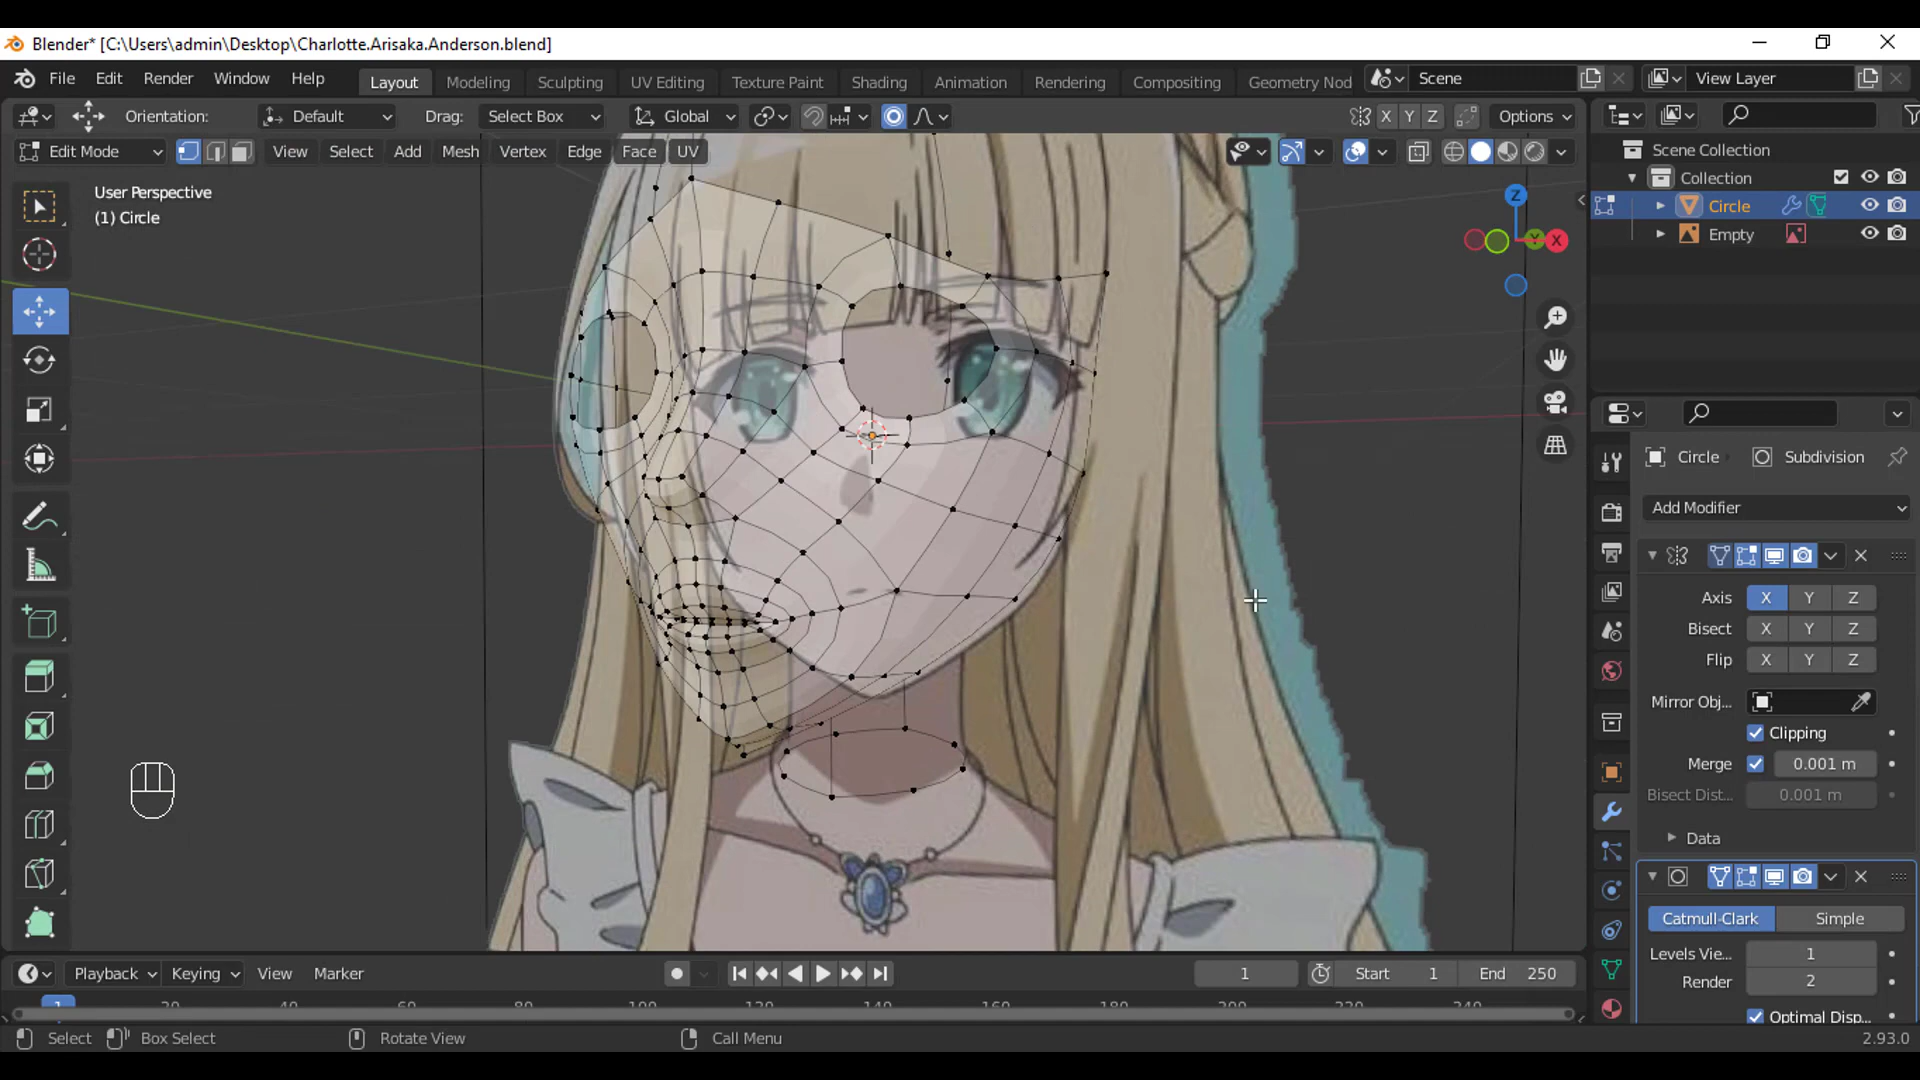 Blender* [C:\Users\admin\Desktop\Charlotte.Arisaka.Anderson.blend]
File Edit Render Window Help Layout Modeling Sculpting UV Editing Texture Paint Shading Animation Rendering Compositing Geometry Nod Scene View Layer
Orientation: Default Drag: Select Box Global X Y Z Options
Edit Mode View Select Add Mesh Vertex Edge Face UV
User Perspective
(1) Circle
Z
Y
X
Scene Collection
Collection
Circle
Empty
Circle Subdivision
Add Modifier
Axis X Y Z
Bisect X Y Z
Flip X Y Z
Mirror Obj...
Clipping
Merge 0.001 m
Bisect Dist... 0.001 m
Data
Catmull-Clark Simple
Levels Vie... 1
Render 2
Optimal Disp...
Playback Keying View Marker 1 Start 1 End 250
1
Select Box Select Rotate View Call Menu 2.93.0